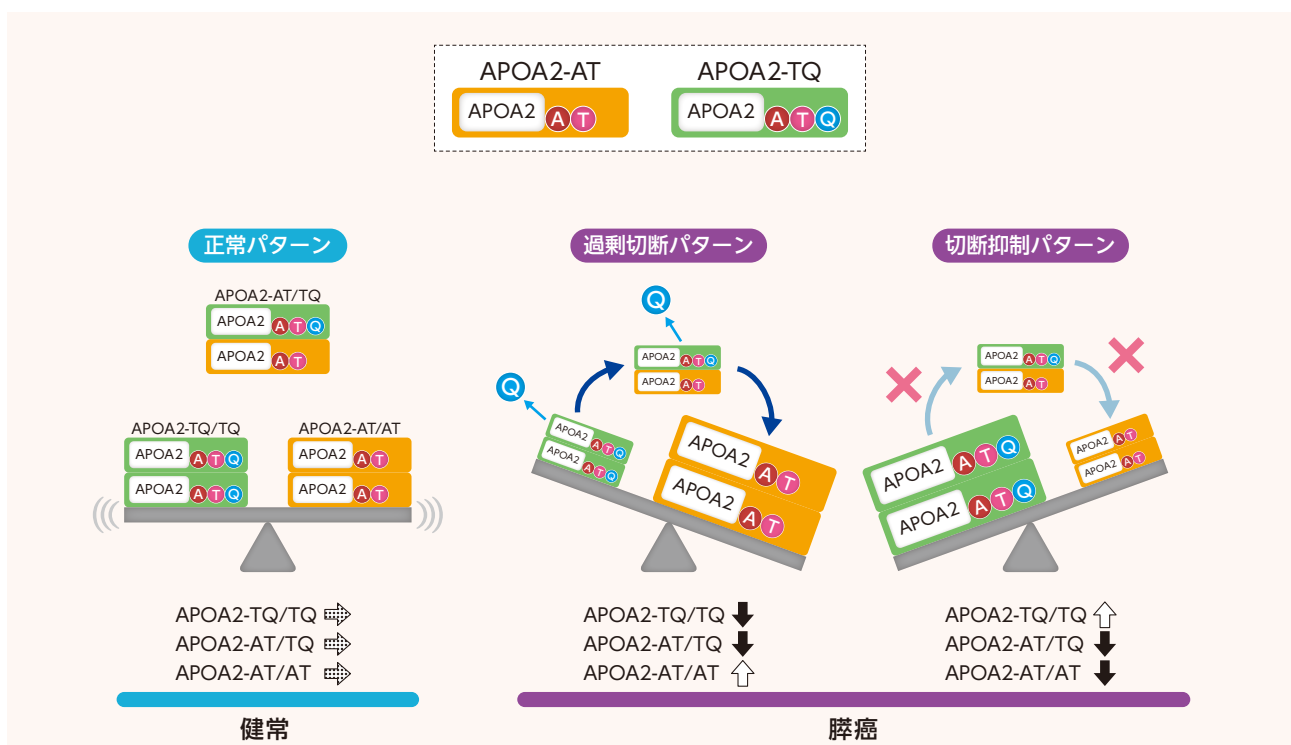 APOA2-AT APOA2-TQ
APOA2 A T APOA2 A T Q
正常パターン 過剰切断パターン 切断抑制パターン
APOA2-AT/TQ
APOA2 A T Q
APOA2 A T
APOA2-TQ/TQ APOA2-AT/AT
APOA2 A T Q APOA2 A T
APOA2 A T Q APOA2 A T
Q
Q
APOA2 A T Q
APOA2 A T
APOA2 A T Q
APOA2 A T Q
APOA2 A T
APOA2 A T
APOA2 A T Q
APOA2 A T
APOA2 A T Q
APOA2 A T Q
APOA2 A T
APOA2 A T
APOA2-TQ/TQ
APOA2-AT/TQ
APOA2-AT/AT
APOA2-TQ/TQ
APOA2-AT/TQ
APOA2-AT/AT
APOA2-TQ/TQ
APOA2-AT/TQ
APOA2-AT/AT
健常 膵癌